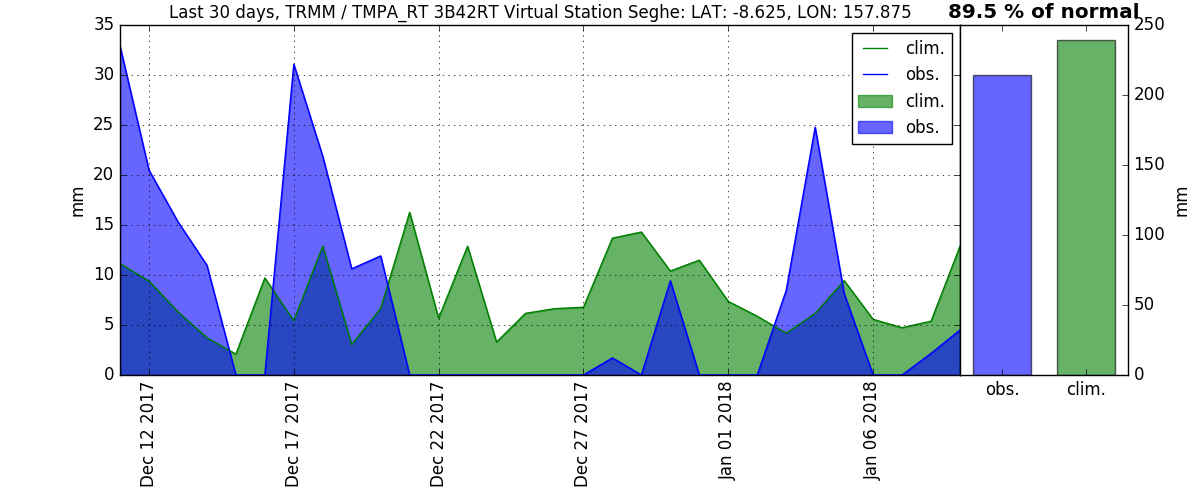 Last 30 days, TRMM / TMPA_RT 3B42RT Virtual Station Seghe: LAT: -8.625, LON: 157.875
89.5 % of normal
35
30
25
20
15
10
5
0
mm
clim.
obs.
clim.
obs.
Dec 12 2017
Dec 17 2017
Dec 22 2017
Dec 27 2017
Jan 01 2018
Jan 06 2018
250
200
150
100
50
0
mm
obs.
clim.